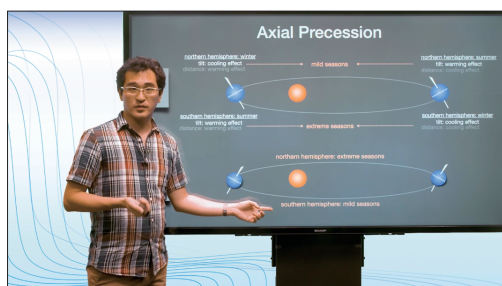 Axial Precession
northern hemisphere: winter
tilt: cooling effect
distance: warming effect
mild seasons
northern hemisphere: summer
tilt: warming effect
distance: cooling effect
southern hemisphere: summer
tilt: warming effect
distance: warming effect
extreme seasons
southern hemisphere: winter
tilt: cooling effect
distance: cooling effect
northern hemisphere: extreme seasons
southern hemisphere: mild seasons
SHARP